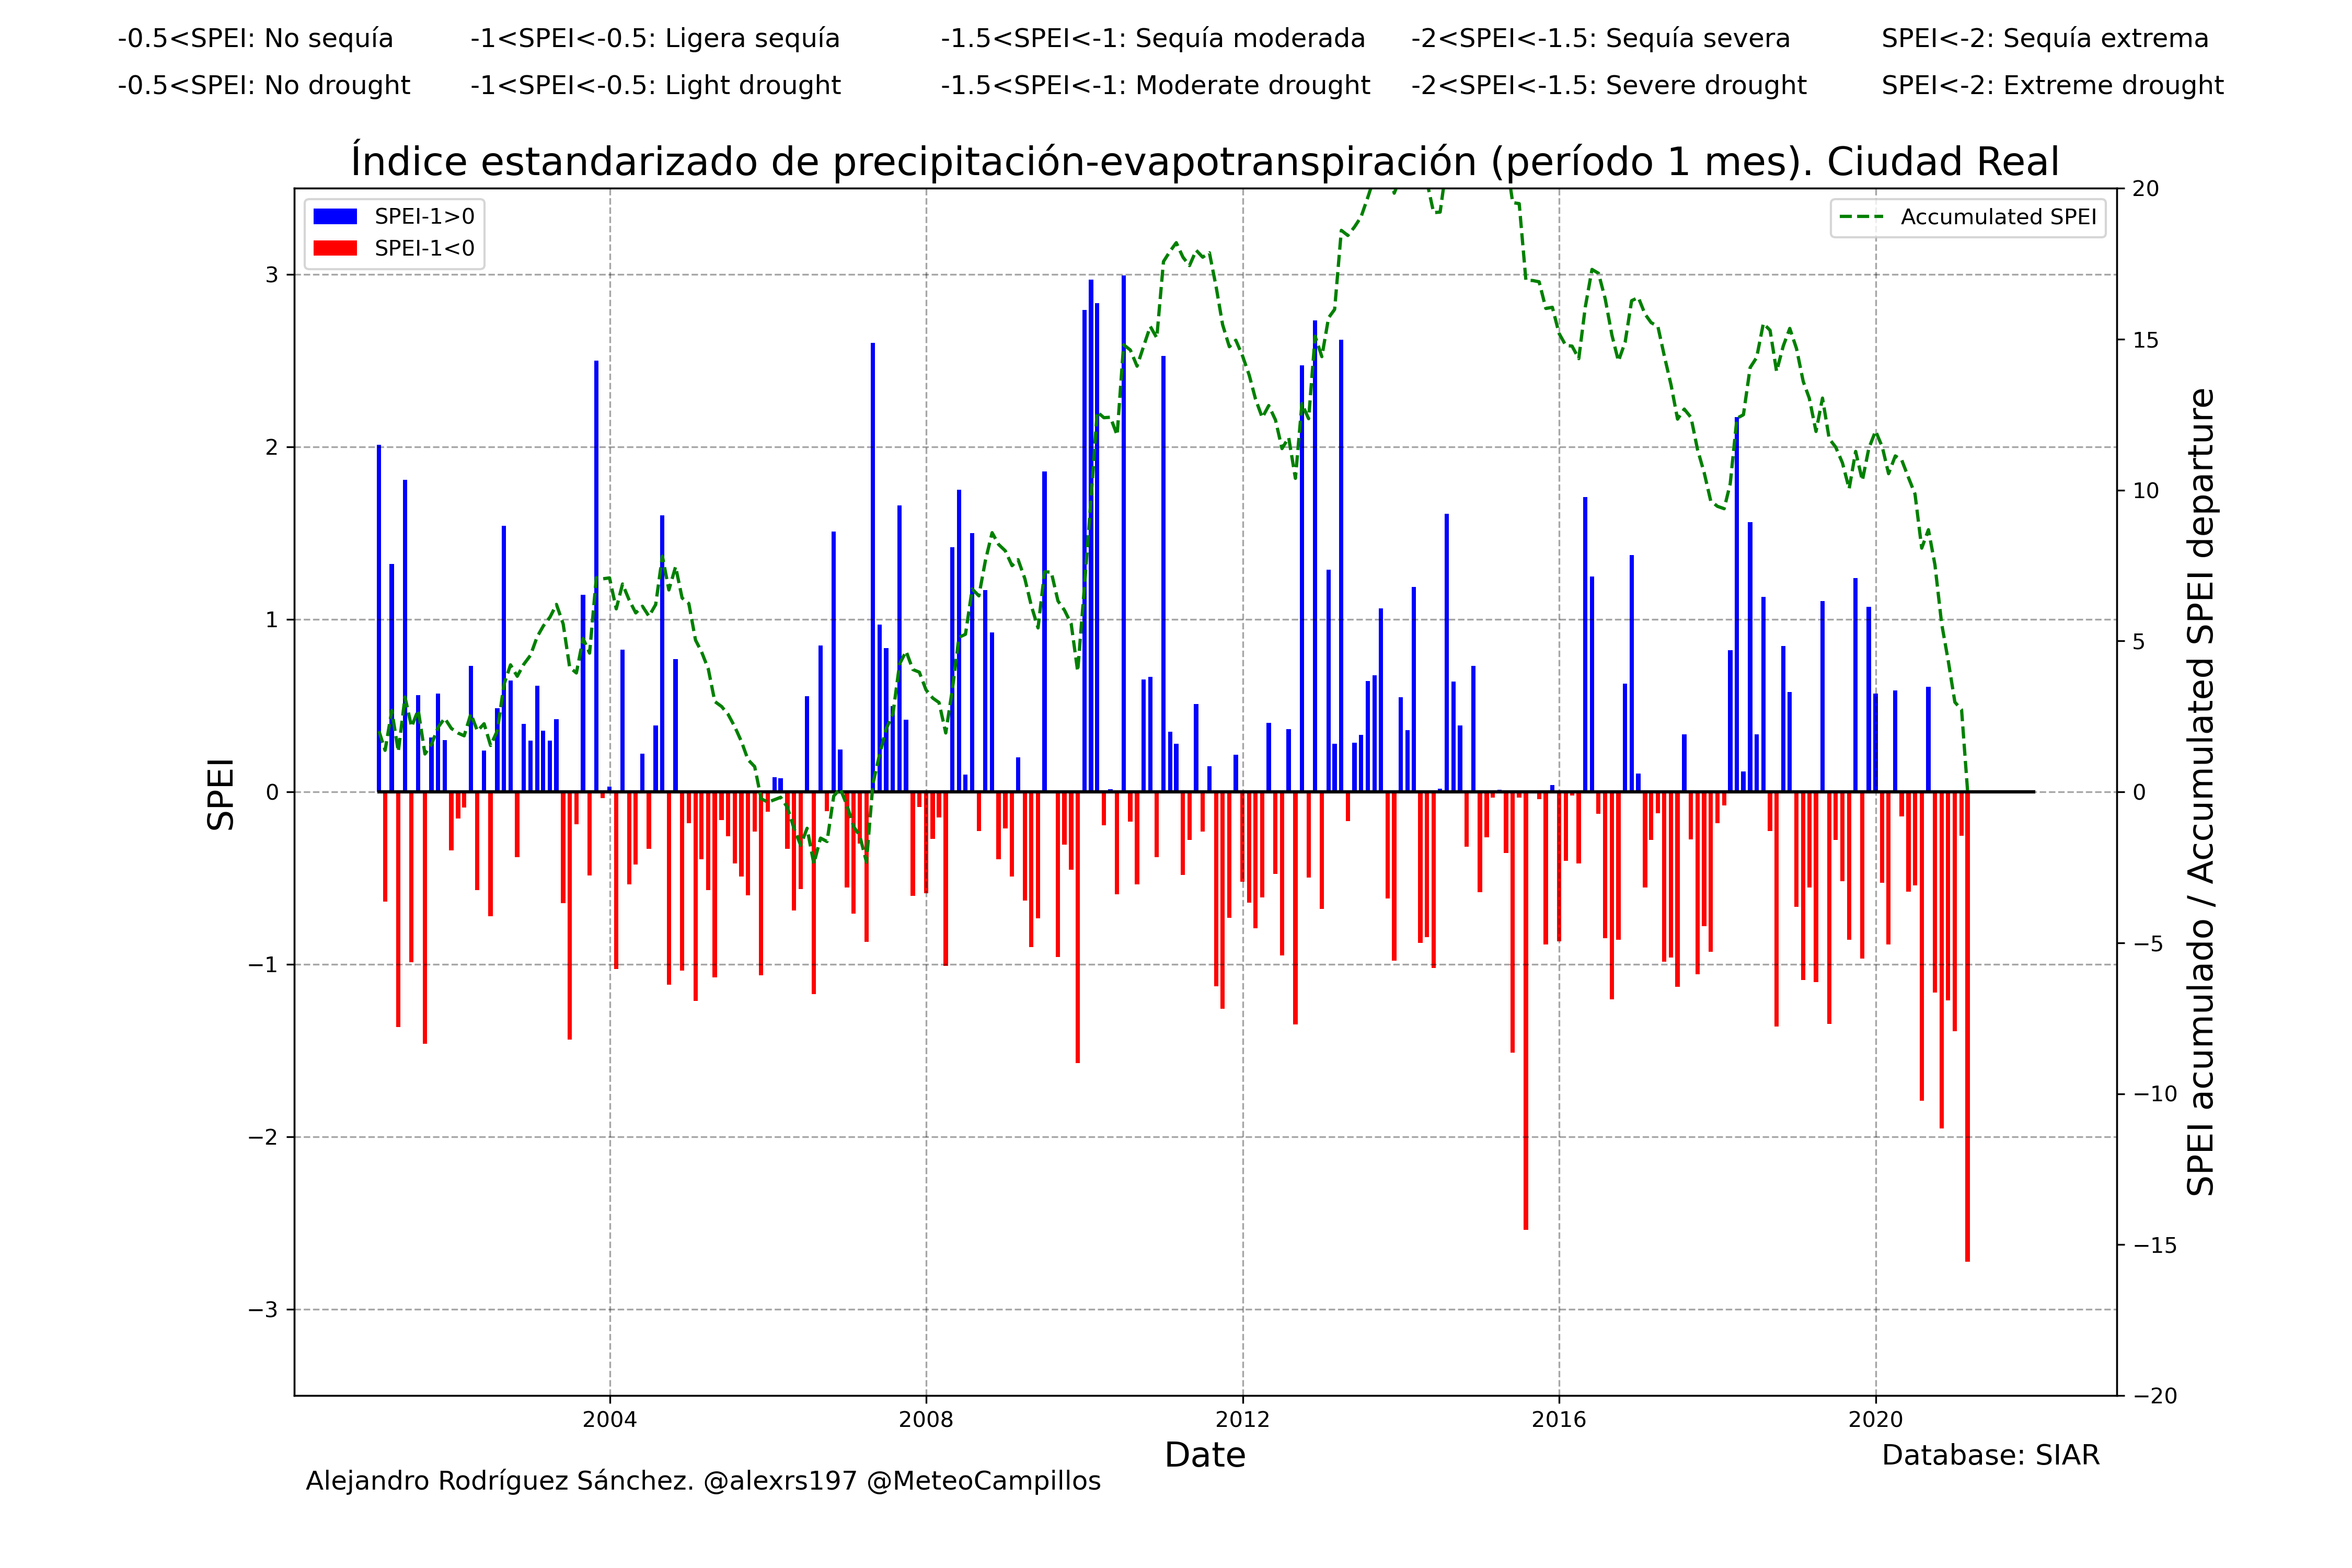 -0.5<SPEI: No sequía -1<SPEI<-0.5: Ligera sequía -1.5<SPEI<-1: Sequía moderada -2<SPEI<-1.5: Sequía severa SPEI<-2: Sequía extrema
-0.5<SPEI: No drought -1<SPEI<-0.5: Light drought -1.5<SPEI<-1: Moderate drought -2<SPEI<-1.5: Severe drought SPEI<-2: Extreme drought
Índice estandarizado de precipitación-evapotranspiración (período 1 mes). Ciudad Real
SPEI-1>0
SPEI-1<0
Accumulated SPEI
SPEI
3
2
1
0
−1
−2
−3
20
15
10
5
0
−5
−10
−15
−20
SPEI acumulado / Accumulated SPEI departure
2004 2008 2012 2016 2020
Date
Database: SIAR
Alejandro Rodríguez Sánchez. @alexrs197 @MeteoCampillos